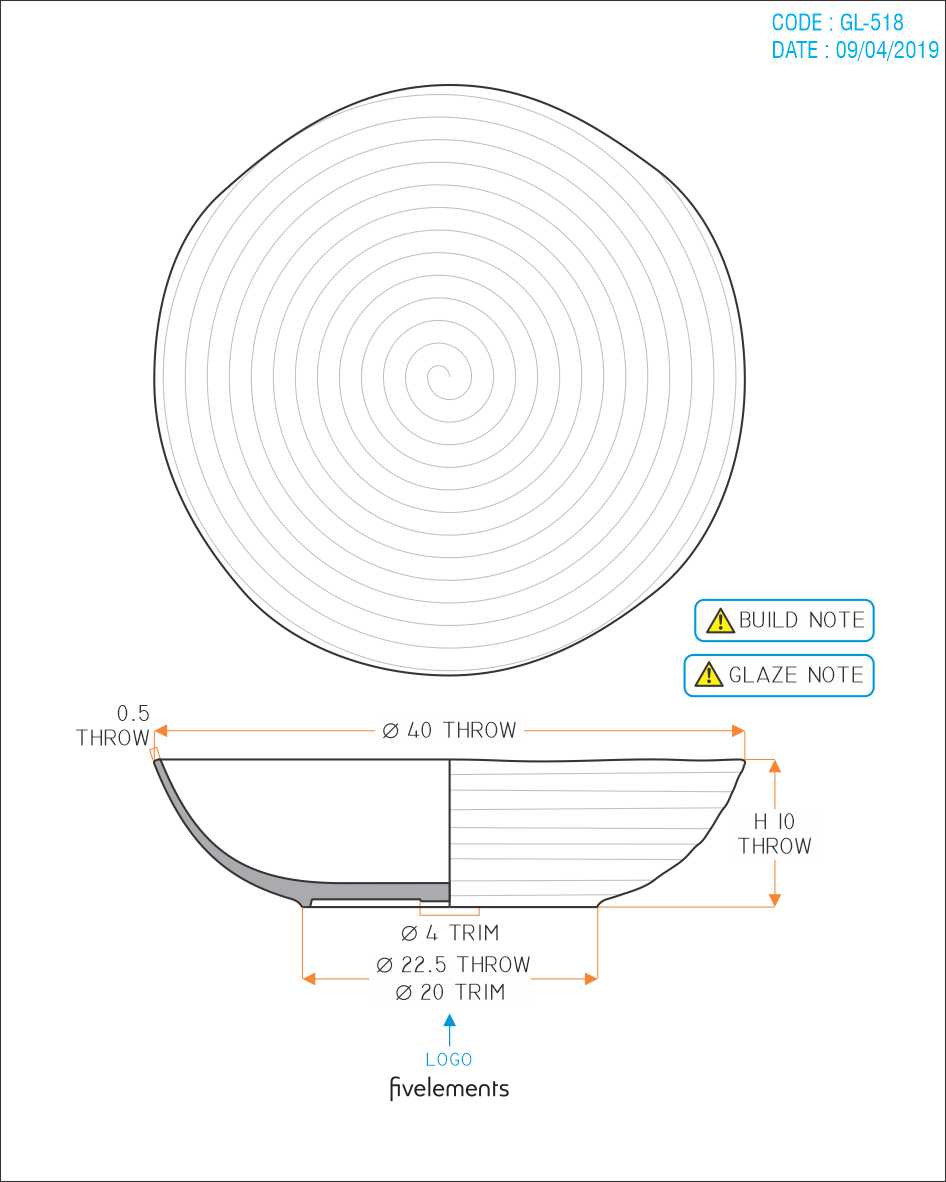 CODE : GL-518
DATE : 09/04/2019
BUILD NOTE
GLAZE NOTE
0.5
THROW
Ø 40 THROW
H 10
THROW
Ø 4 TRIM
Ø 22.5 THROW
Ø 20 TRIM
LOGO
fivelements